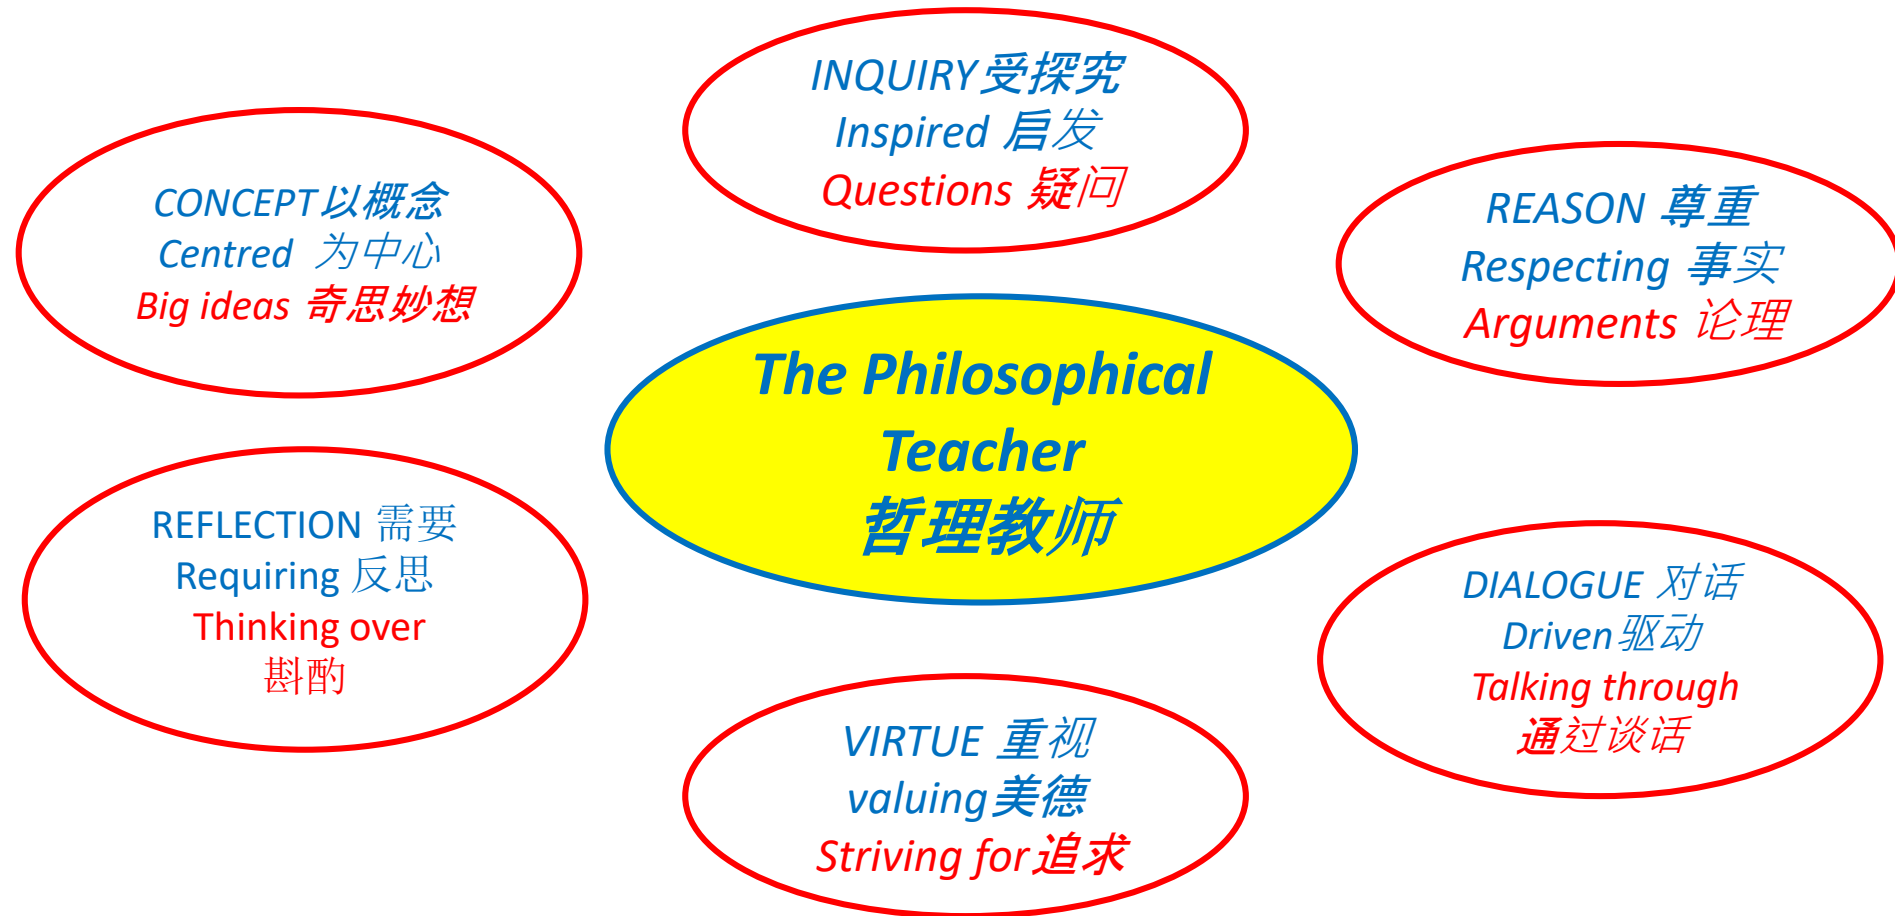 INQUIRY受探究
Inspired 启发
Questions 疑问
CONCEPT以概念
Centred 为中心
Big ideas 奇思妙想
REASON 尊重
Respecting 事实
Arguments 论理
The Philosophical
Teacher
哲理教师
REFLECTION 需要
Requiring 反思
Thinking over
斟酌
DIALOGUE 对话
Driven驱动
Talking through
通过谈话
VIRTUE 重视
valuing美德
Striving for追求